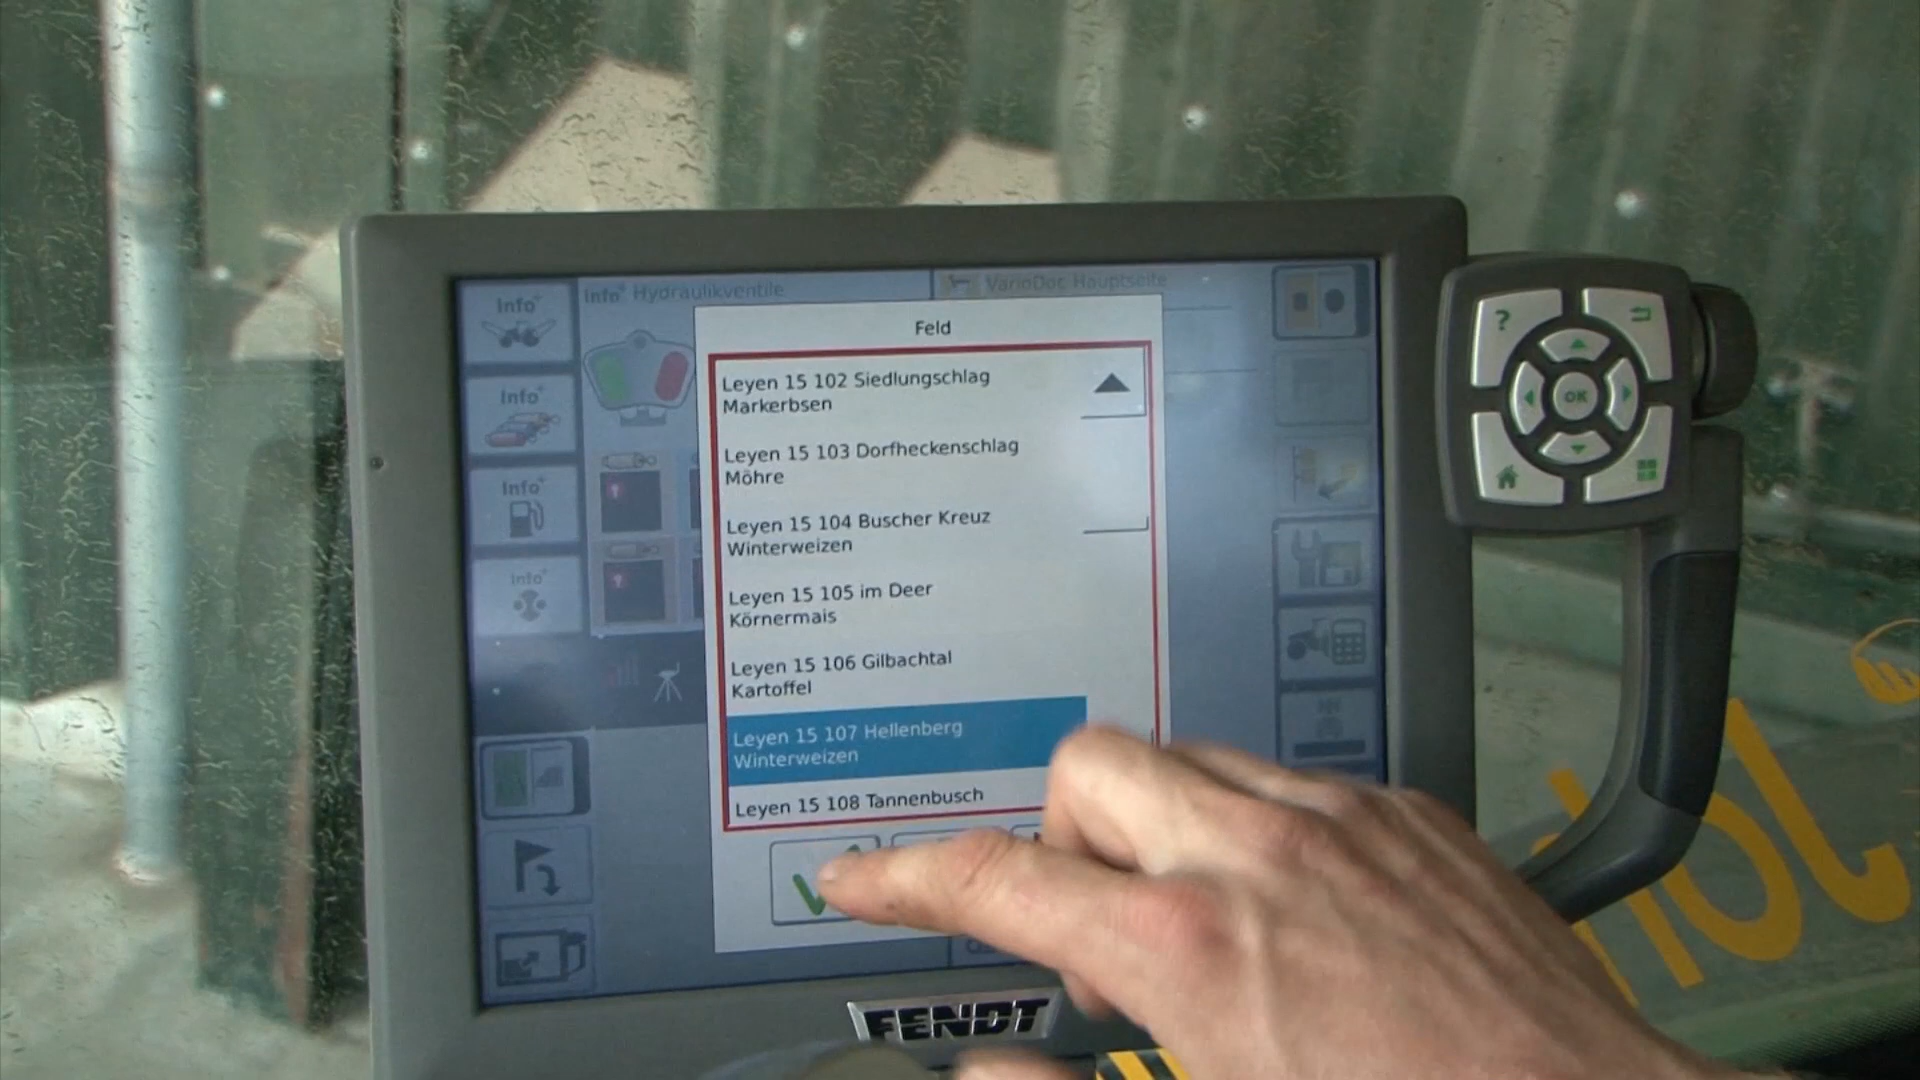 Info+
Info+ Hydraulikventile
VarioDoc Hauptseite
Feld
Info+
Info+
Info+
Leyen 15 102 Siedlungschlag
Markerbsen
Leyen 15 103 Dorfheckenschlag
Möhre
Leyen 15 104 Buscher Kreuz
Winterweizen
Leyen 15 105 im Deer
Körnermais
Leyen 15 106 Gilbachtal
Kartoffel
Leyen 15 107 Hellenberg
Winterweizen
Leyen 15 108 Tannenbusch
?
OK
FENDT